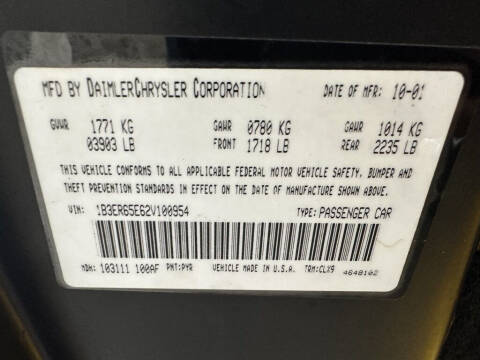 MFD BY DAIMLERCHRYSLER CORPORATION DATE OF MFR: 10-01
GVWR 1771 KG GAWR 0780 KG GAWR 1014 KG
03903 LB FRONT 1718 LB REAR 2235 LB
THIS VEHICLE CONFORMS TO ALL APPLICABLE FEDERAL MOTOR VEHICLE SAFETY, BUMPER AND
THEFT PREVENTION STANDARDS IN EFFECT ON THE DATE OF MANUFACTURE SHOWN ABOVE.
VIN: 1B3ER65E62V100954 TYPE: PASSENGER CAR
MDH: 103111 100AF PNT: PYR VEHICLE MADE IN U.S.A. TRM: CLX9 4648102